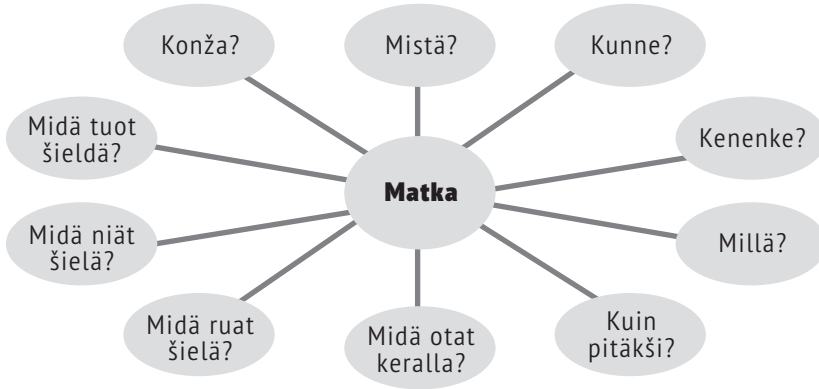 Konža?
Mistä?
Kunne?
Midä tuot
šieldä?
Kenenke?
Matka
Midä niät
šielä?
Millä?
Midä ruat
šielä?
Midä otat
keralla?
Kuin
pitäkši?